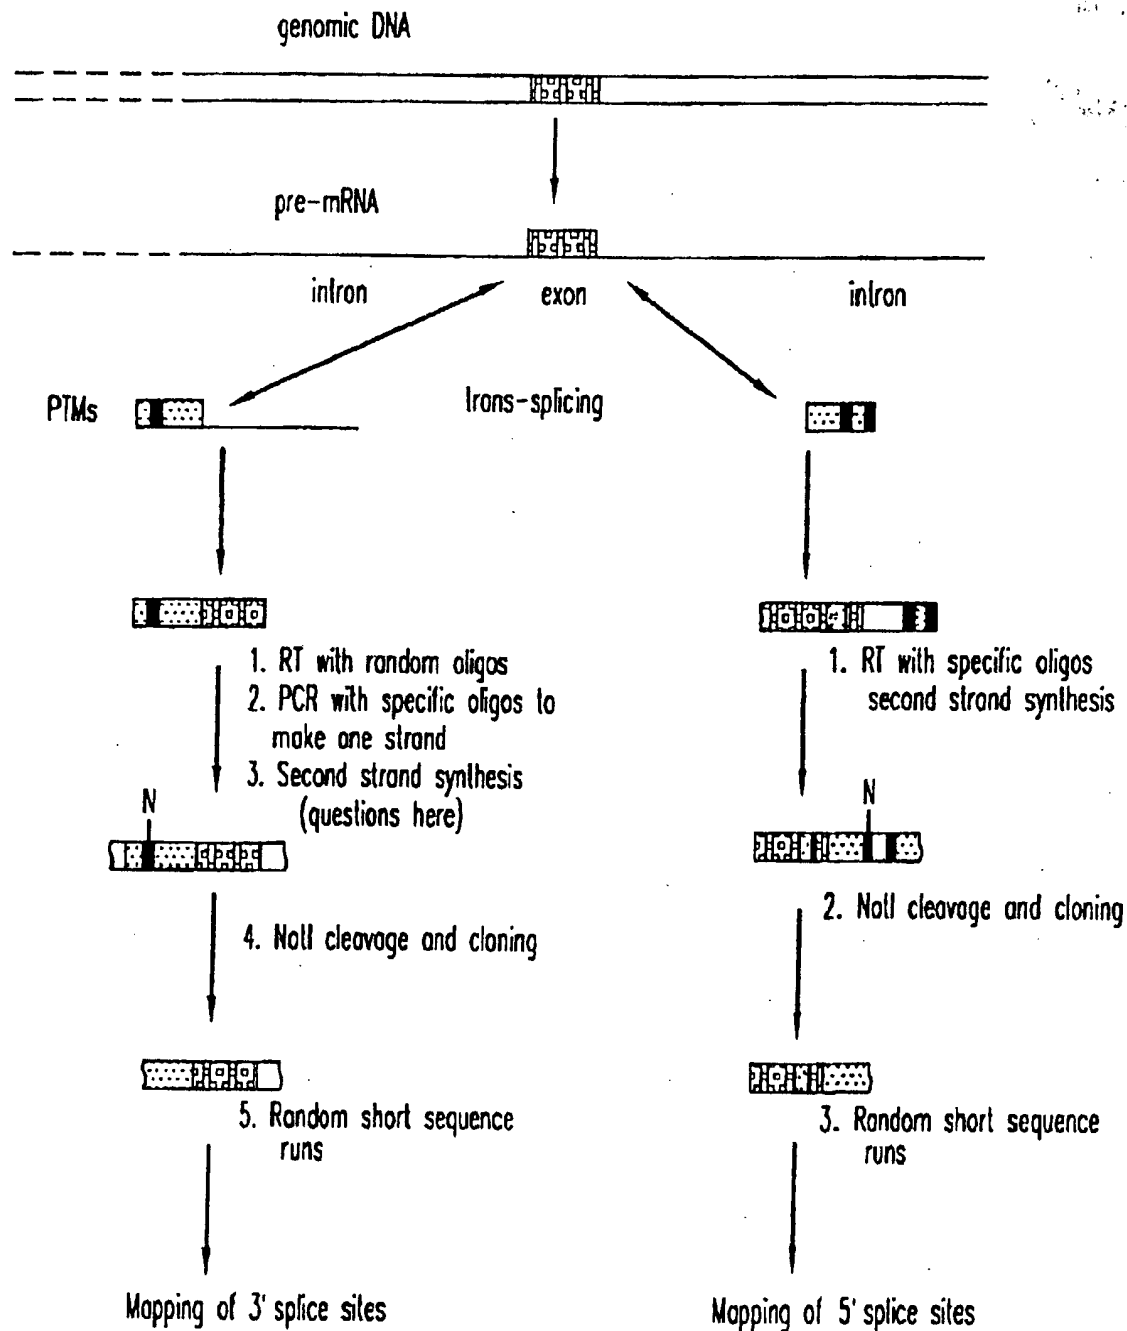 genomic DNA
pre-mRNA
intron
exon
intron
PTMs
Irons-splicing
1. RT with random oligos
2. PCR with specific oligos to
make one strand
3. Second strand synthesis
(questions here)
N
4. NotI cleavage and cloning
5. Random short sequence
runs
Mapping of 3' splice sites
1. RT with specific oligos
second strand synthesis
N
2. NotI cleavage and cloning
3. Random short sequence
runs
Mapping of 5' splice sites